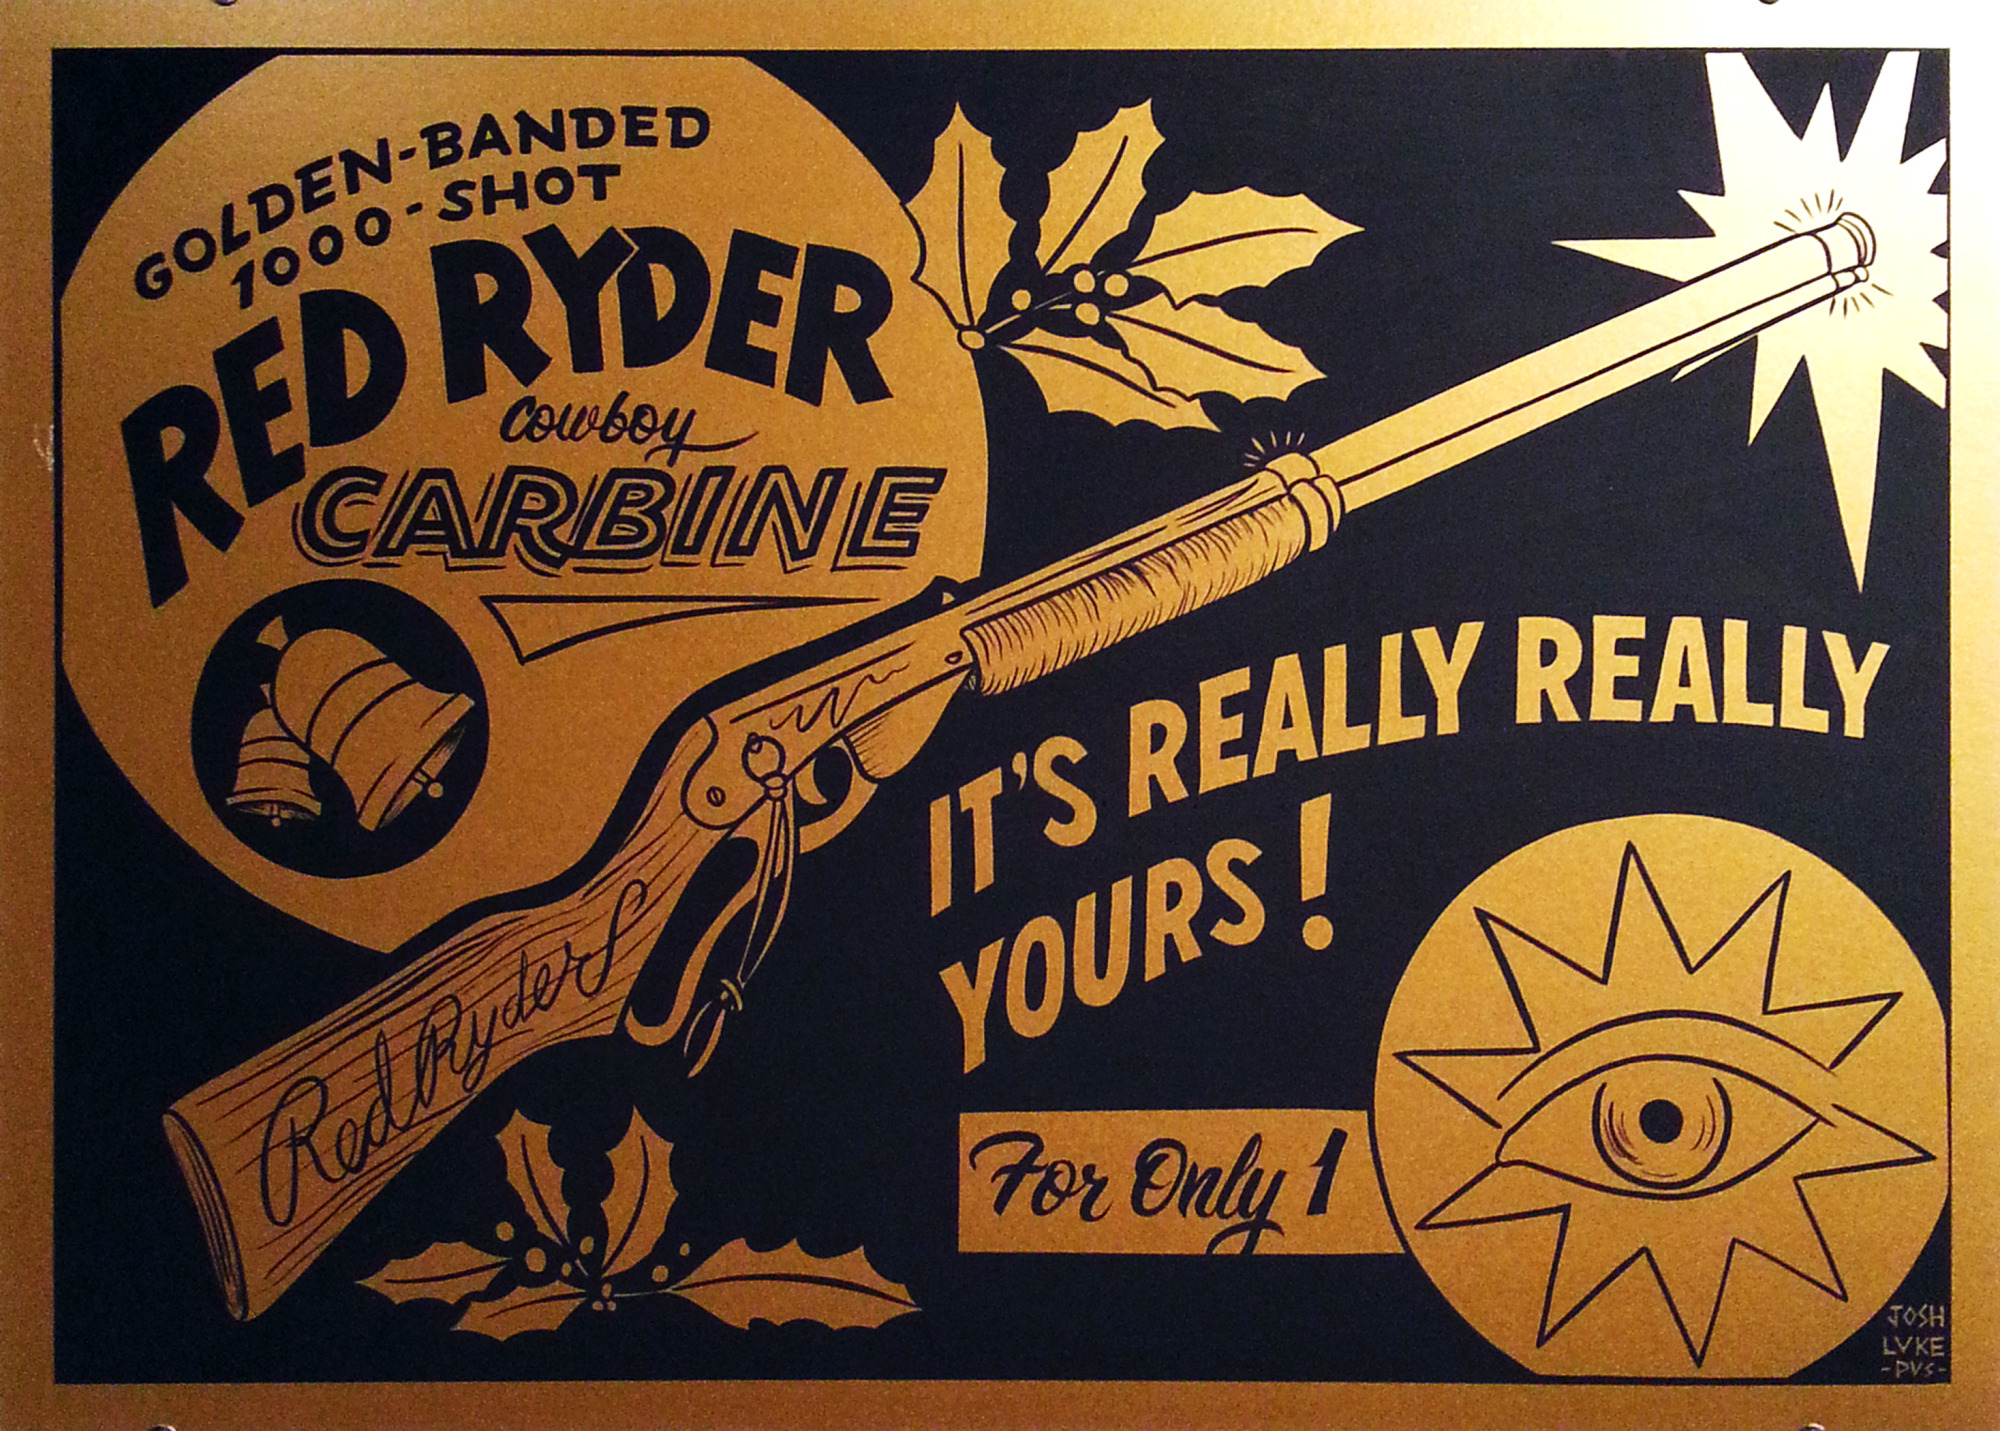 GOLDEN-BANDED
1000-SHOT
RED RYDER
cowboy
CARBINE
Red Ryder
IT'S REALLY REALLY
YOURS!
For Only 1
JOSH
LVKE
-PVS-